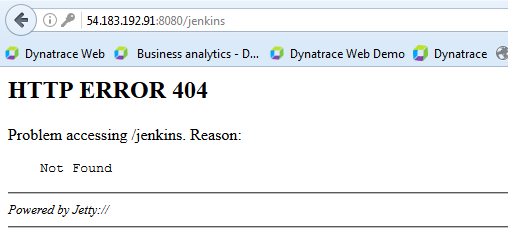 54.183.192.91:8080/jenkins
Dynatrace Web Business analytics - D... Dynatrace Web Demo Dynatrace
HTTP ERROR 404
Problem accessing /jenkins. Reason:
Not Found
Powered by Jetty://